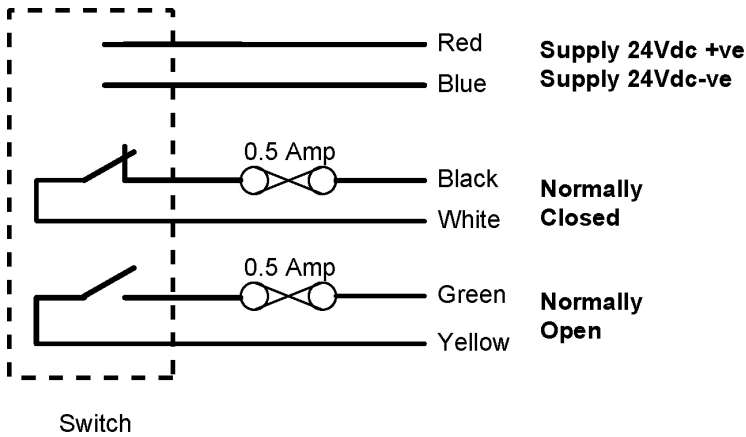 Red
Supply 24Vdc +ve
Blue
Supply 24Vdc-ve
0.5 Amp
Black
Normally
White
Closed
0.5 Amp
Green
Normally
Open
Yellow
Switch